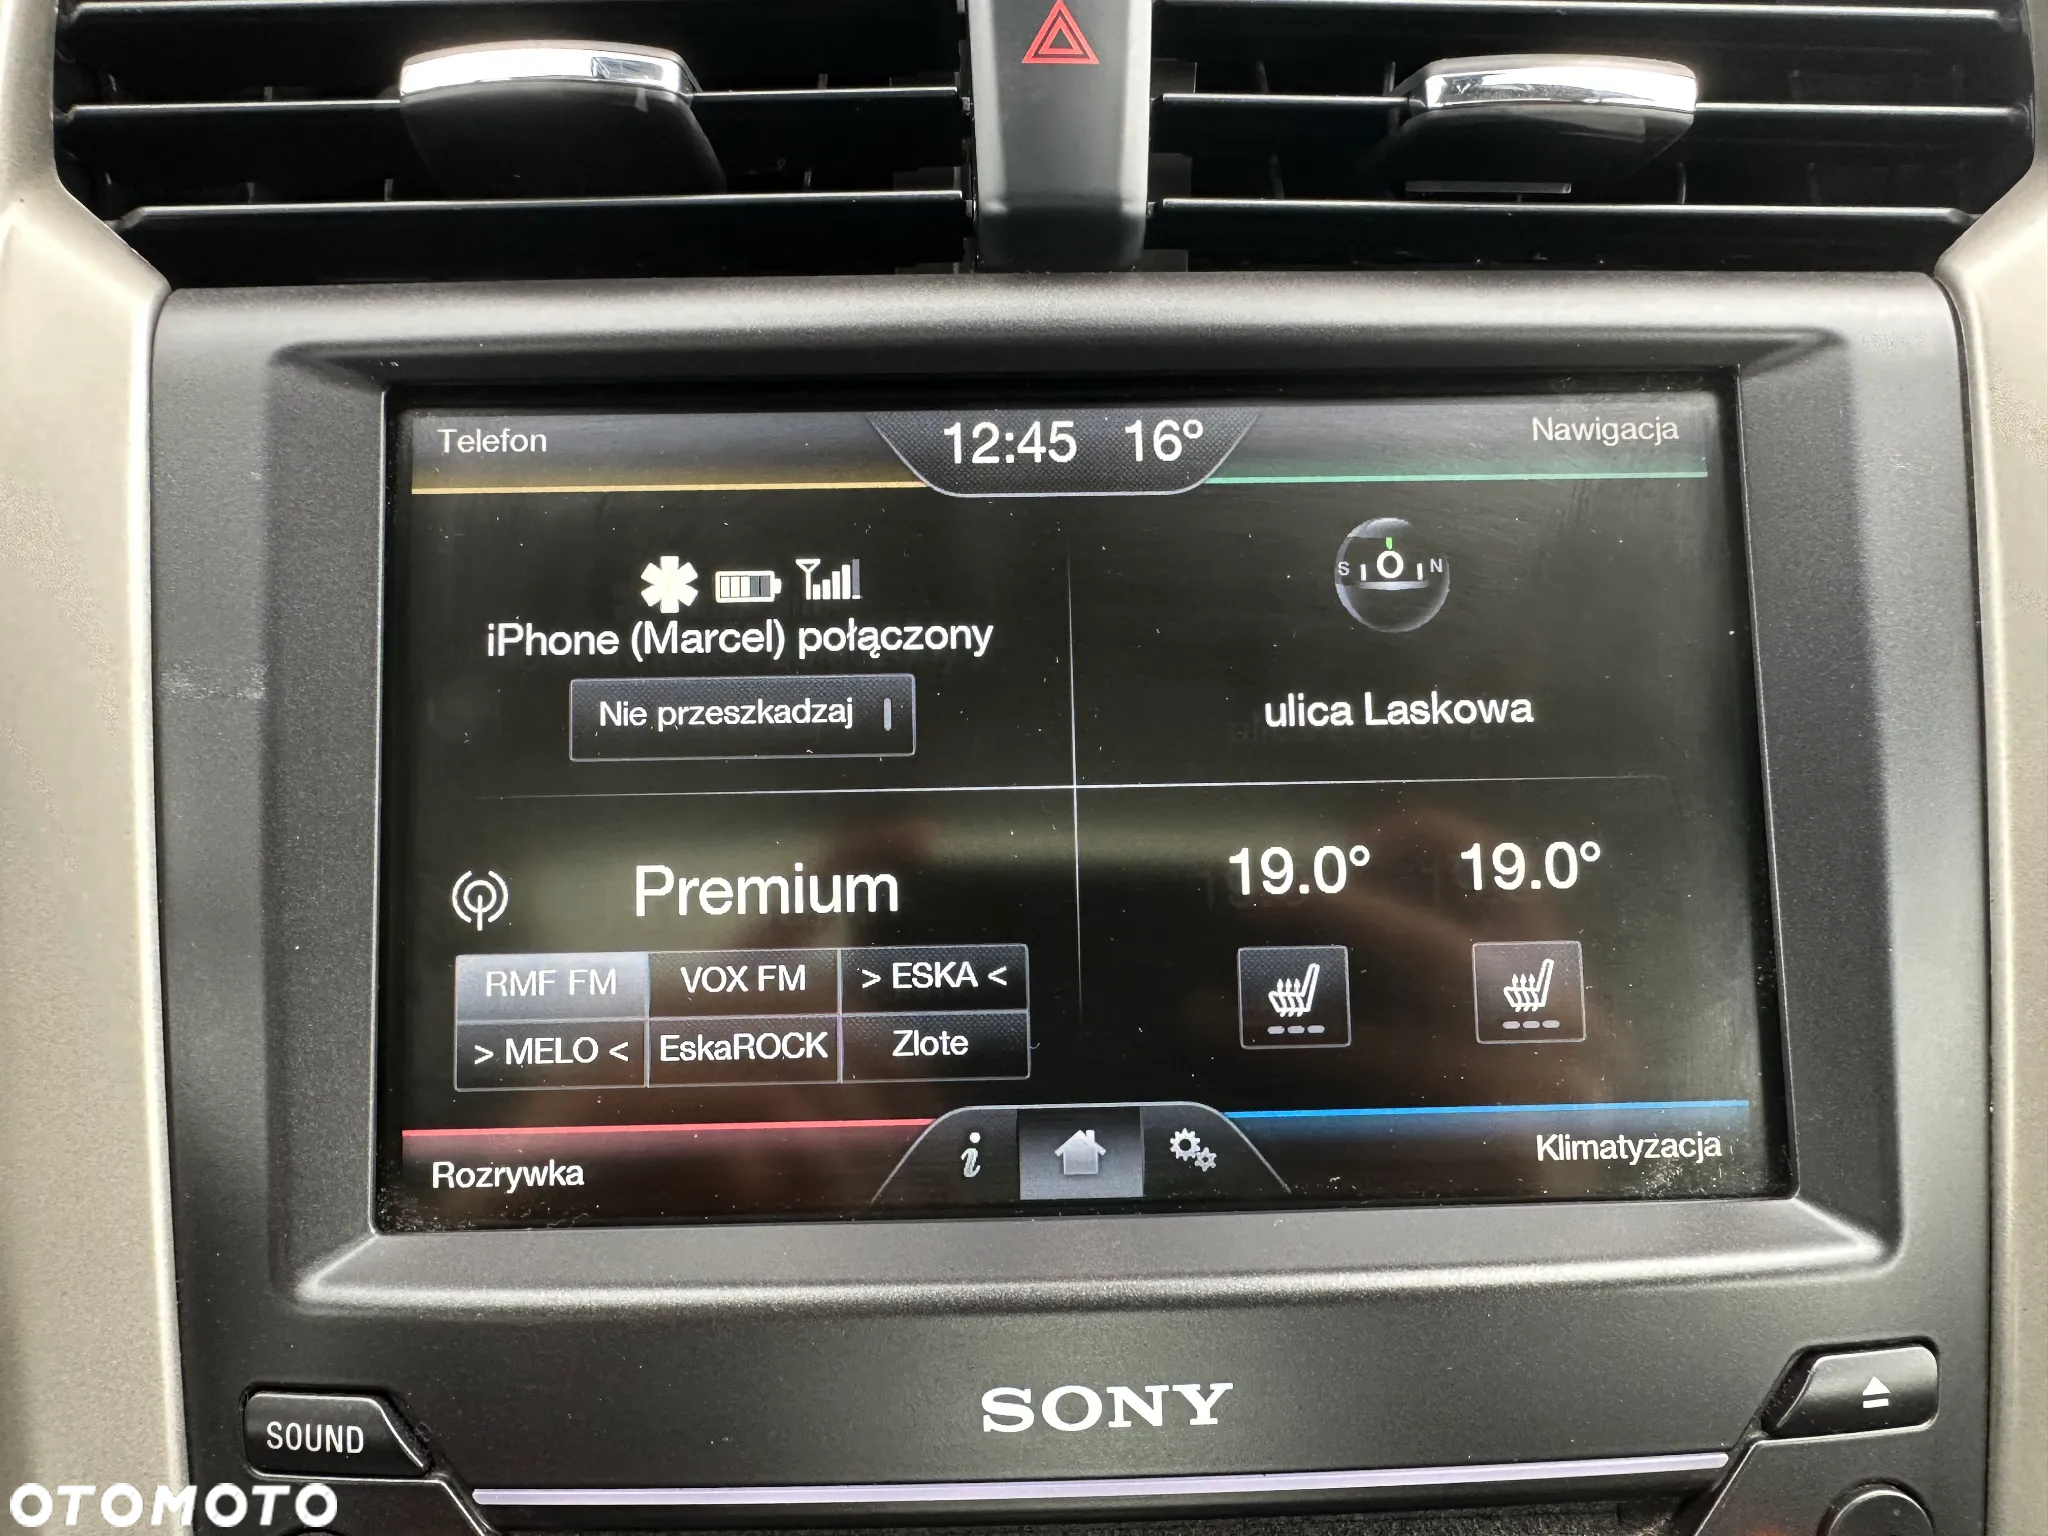 Telefon
12:45 16°
Nawigacja
iPhone (Marcel) połączony
Nie przeszkadzaj
S O N
ulica Laskowa
Premium
RMF FM
VOX FM
> ESKA <
> MELO <
EskaROCK
Zlote
19.0° 19.0°
Rozrywka
i
Klimatyzacja
SONY
SOUND
OTOMOTO